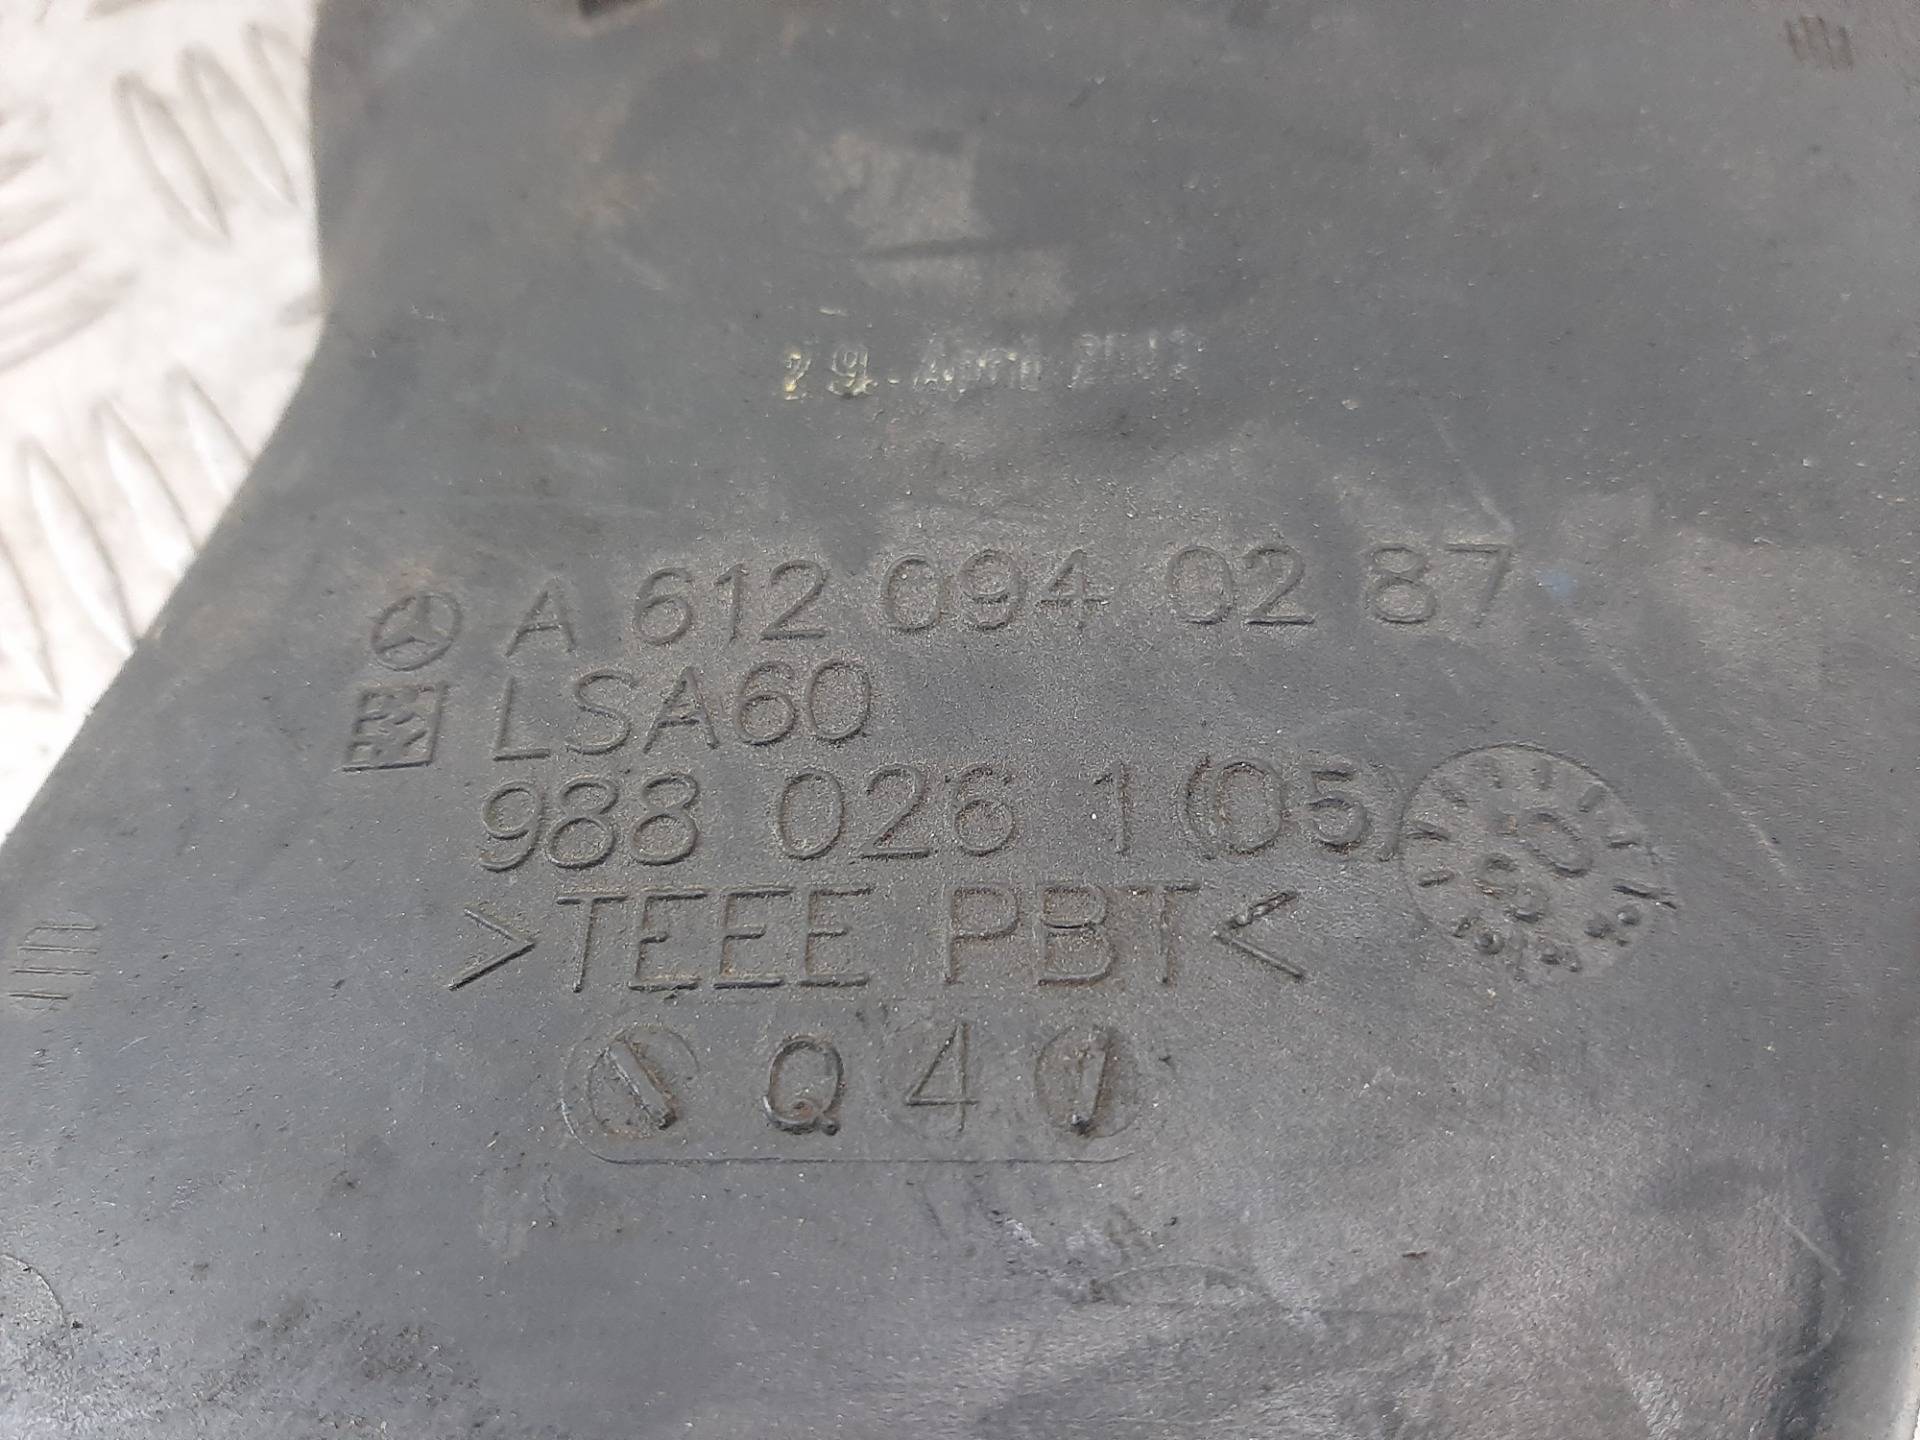 A 612 094 02 87
LSA60
988 026 1 (05)
>TEEE PBT<
Q 4